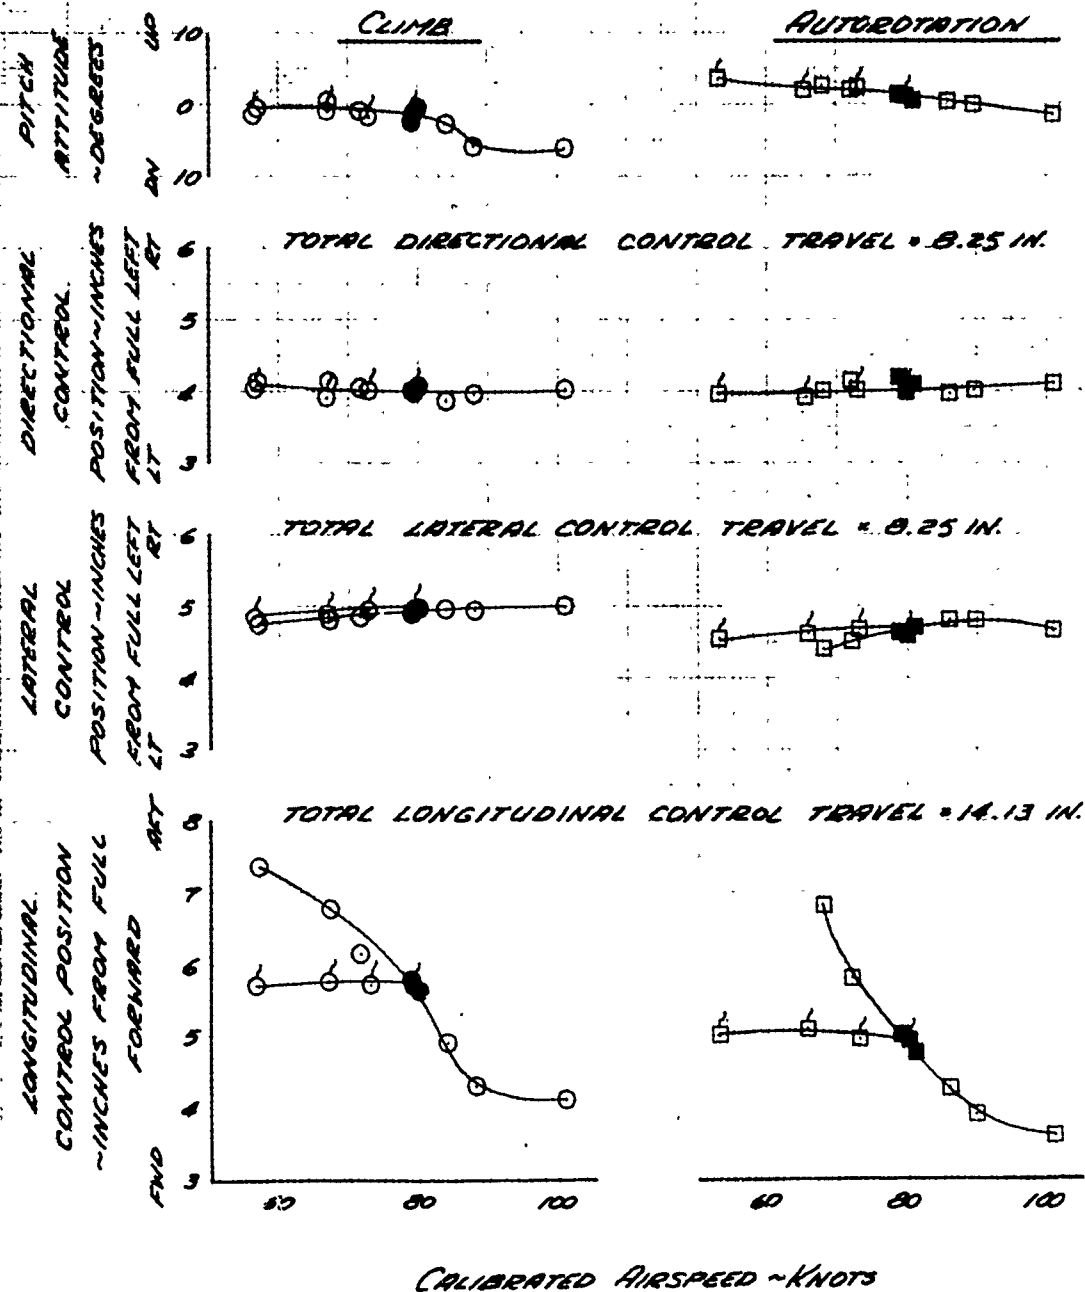 CLIMB
AUTOROTATION
PITCH
ATTITUDE
~DEGREES
UP
DN
10
0
10
TOTAL DIRECTIONAL CONTROL TRAVEL = 8.25 IN.
DIRECTIONAL
CONTROL
POSITION~INCHES
FROM FULL LEFT
LT
RT
6
5
4
3
TOTAL LATERAL CONTROL TRAVEL = 8.25 IN.
LATERAL
CONTROL
POSITION~INCHES
FROM FULL LEFT
LT
RT
6
5
4
3
TOTAL LONGITUDINAL CONTROL TRAVEL = 14.13 IN.
LONGITUDINAL
CONTROL POSITION
~INCHES FROM FULL
FORWARD
FWD
AFT
8
7
6
5
4
3
60 80 100
60 80 100
CALIBRATED AIRSPEED ~KNOTS